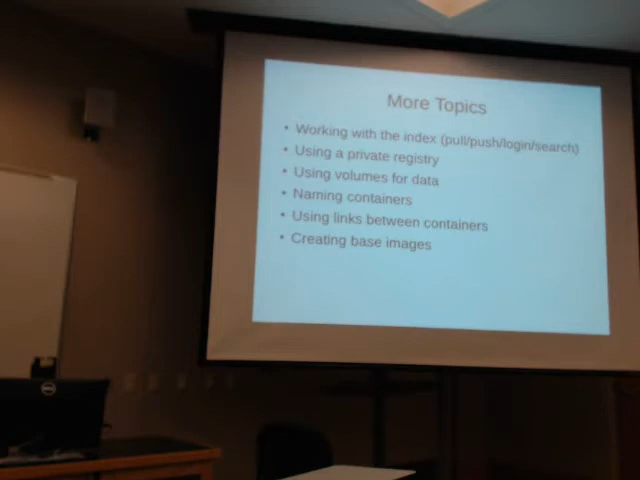 More Topics
• Working with the index (pull/push/login/search)
• Using a private registry
• Using volumes for data
• Naming containers
• Using links between containers
• Creating base images